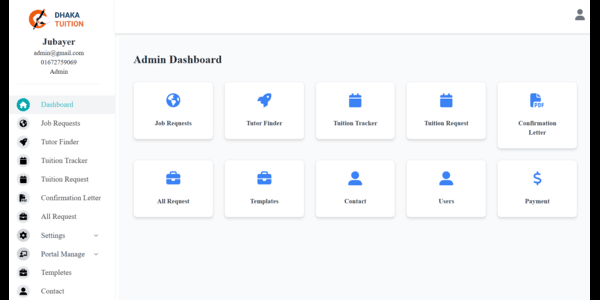 DHAKA
TUITION
Jubayer
admin@gmail.com
01672759069
Admin
Dashboard
Job Requests
Tutor Finder
Tuition Tracker
Tuition Request
Confirmation Letter
All Request
Settings
Portal Manage
Templetes
Contact
Admin Dashboard
Job Requests
Tutor Finder
Tuition Tracker
Tuition Request
PDF
Confirmation
Letter
All Request
Templates
Contact
Users
Payment